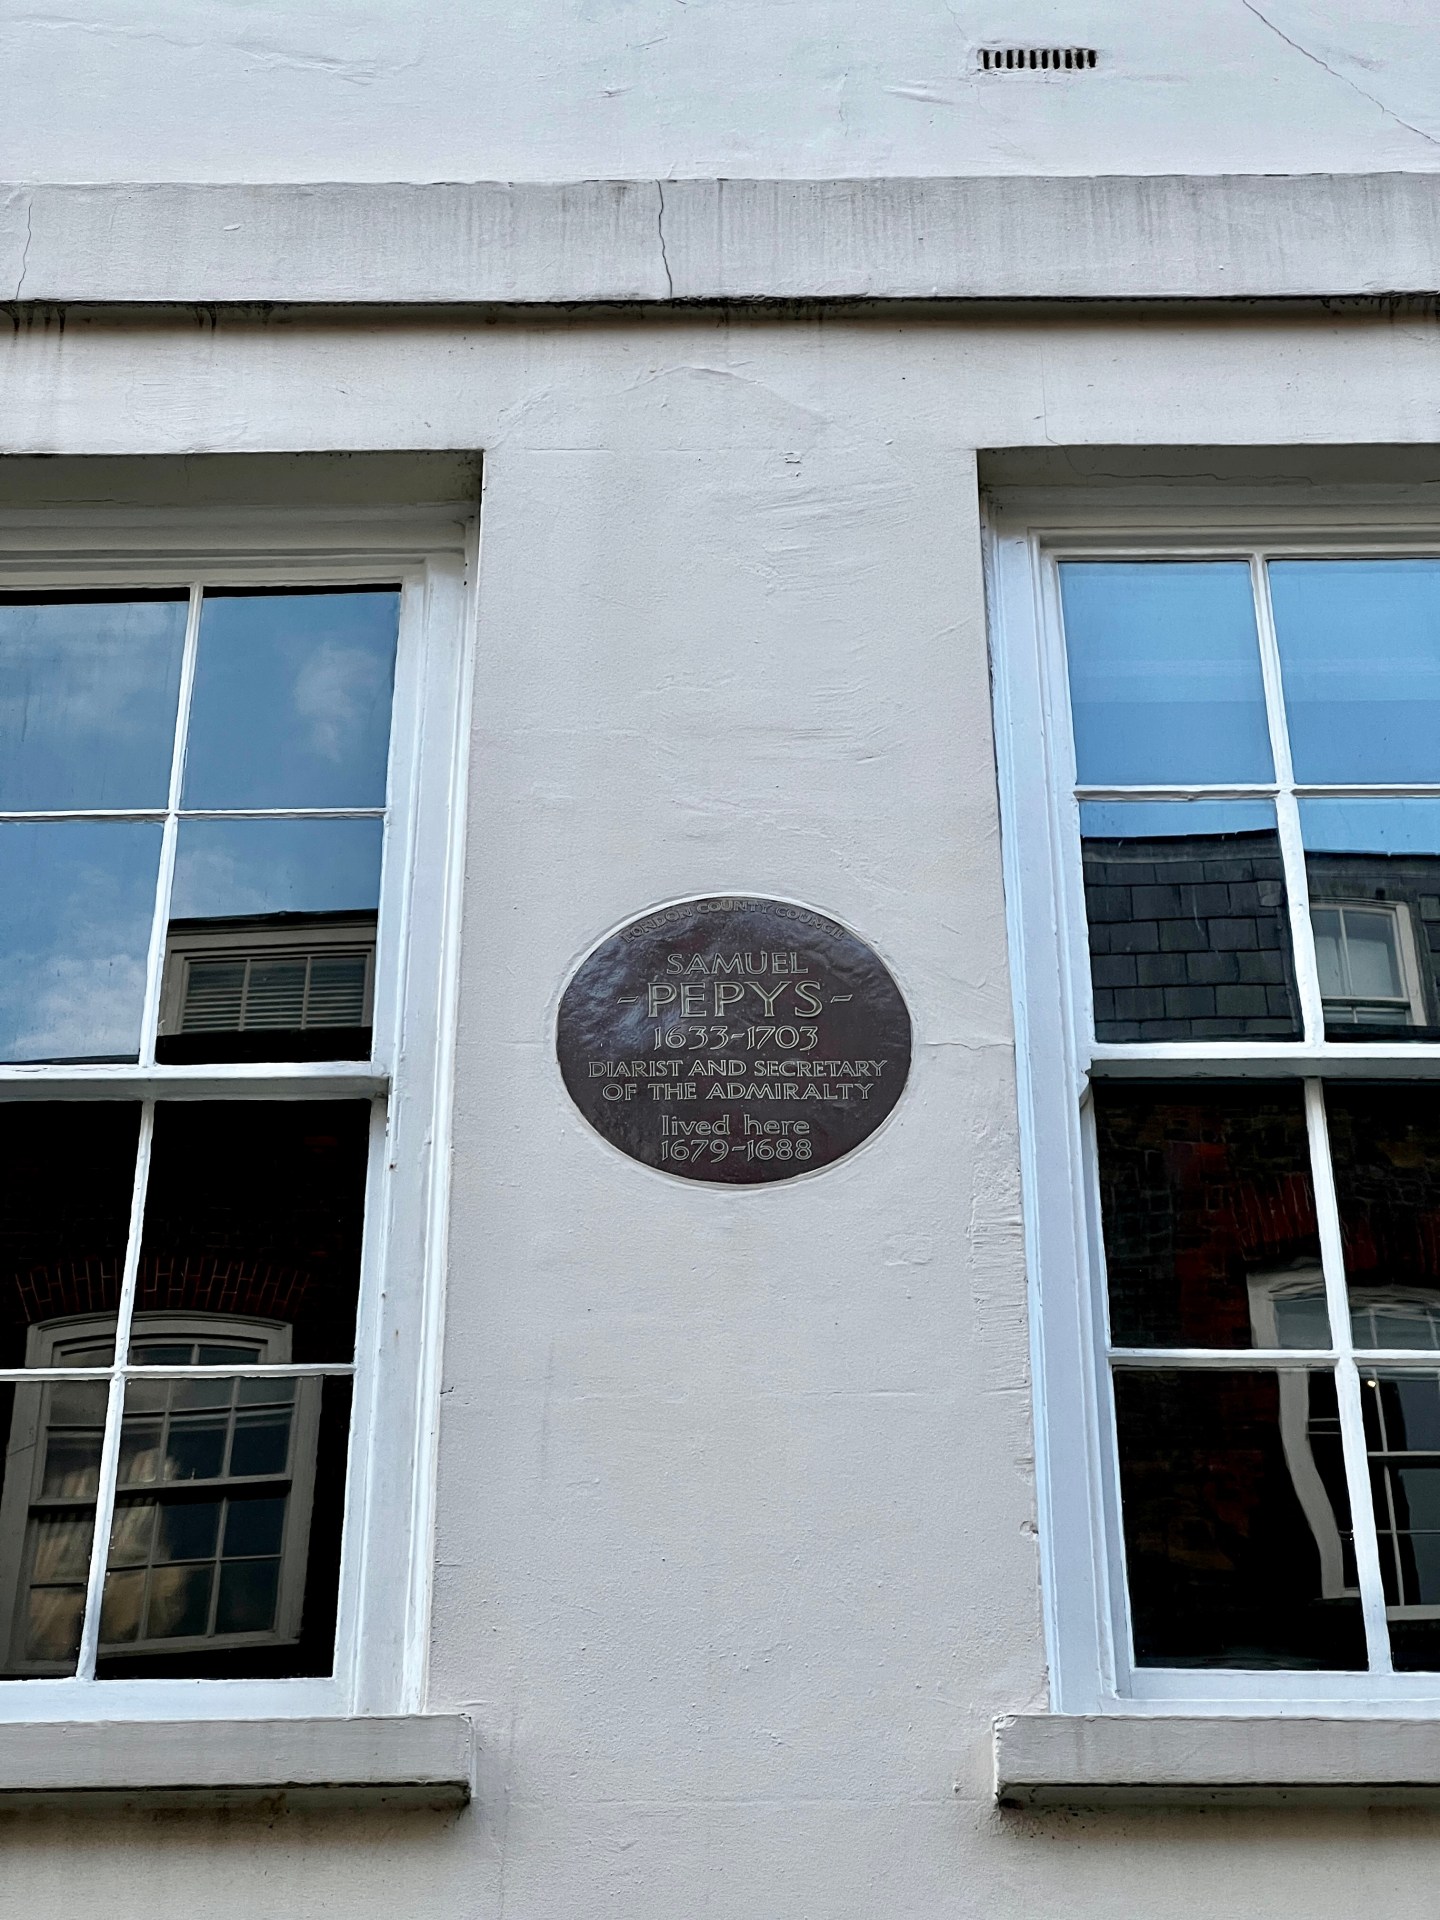 LONDON COUNTY COUNCIL
SAMUEL
-PEPYS-
1633-1703
DIARIST AND SECRETARY
OF THE ADMIRALTY
lived here
1679-1688